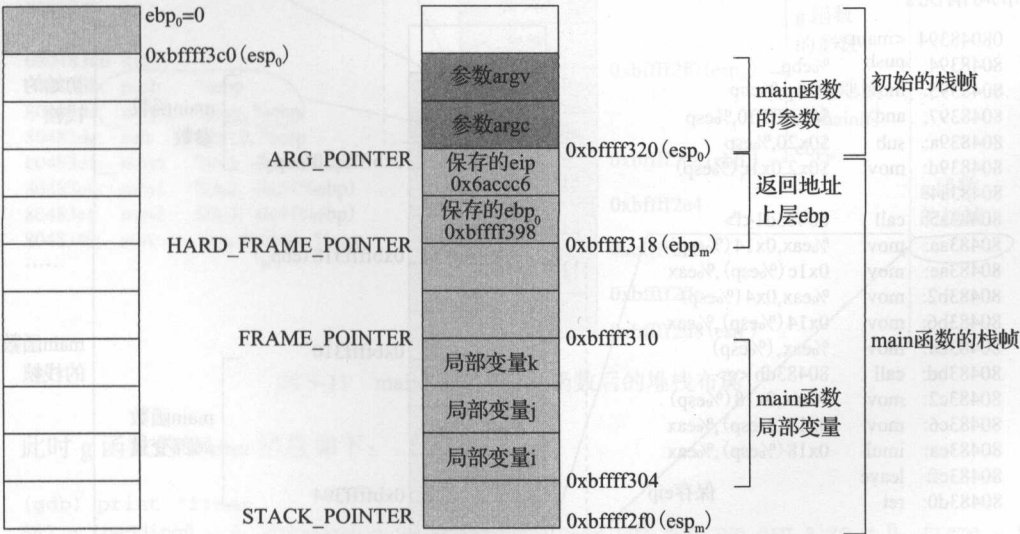 ebp₀=0
0xbffff3c0(esp₀)
参数argv
参数argc
main函数
的参数
初始的栈帧
0xbffff320(esp₀)
ARG_POINTER
保存的eip
0x6accc6
返回地址
上层ebp
保存的ebp₀
0xbffff398
HARD_FRAME_POINTER
0xbffff318(ebpₘ)
FRAME_POINTER
0xbffff310
main函数的栈帧
局部变量k
局部变量j
局部变量i
main函数
局部变量
0xbffff304
STACK_POINTER
0xbffff2f0(espₘ)